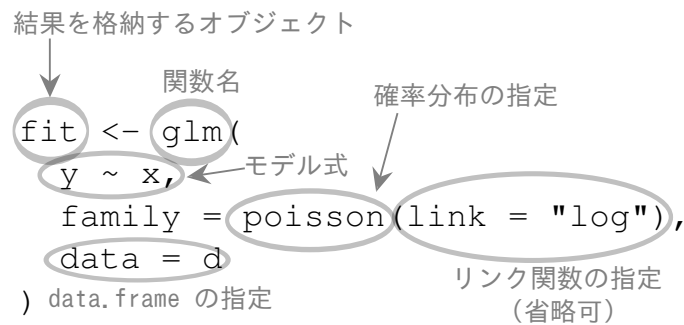 結果を格納するオブジェクト
関数名
確率分布の指定
fit <- glm(
モデル式
y ~ x,
family = poisson(link = "log"),
data = d
リンク関数の指定
) data.frame の指定
（省略可）